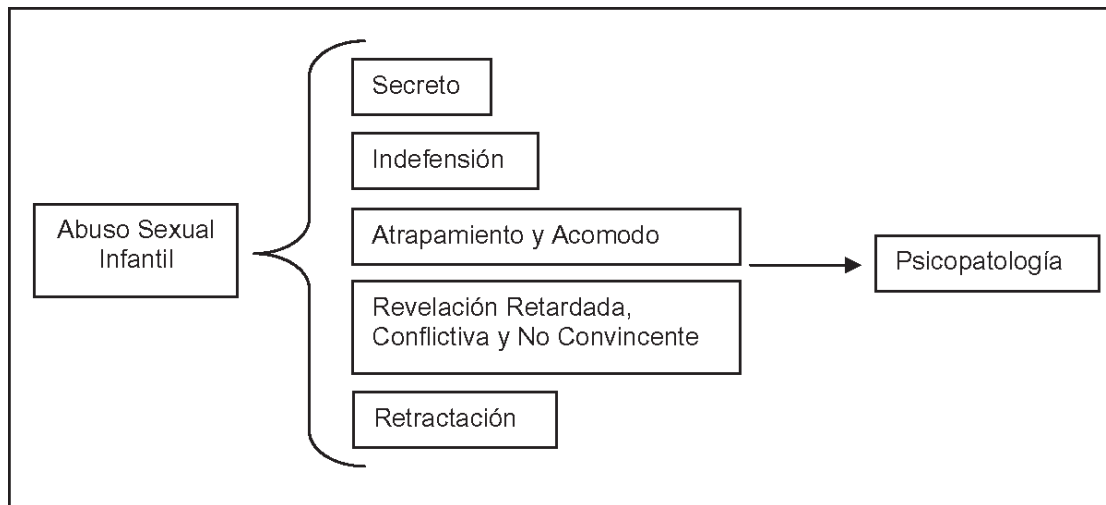 Abuso Sexual
Infantil
Secreto
Indefensión
Atrapamiento y Acomodo
Revelación Retardada,
Conflictiva y No Convincente
Retractación
Psicopatología